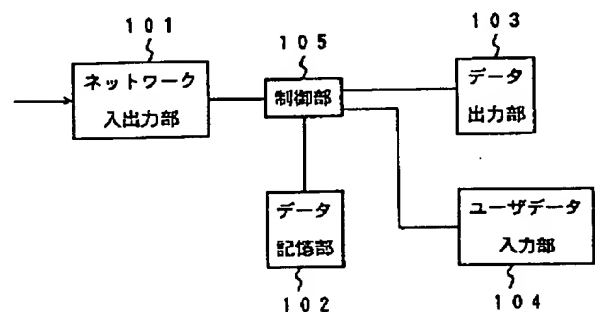 101
ネットワーク
入出力部
105
制御部
103
データ
出力部
データ
記憶部
102
ユーザデータ
入力部
104